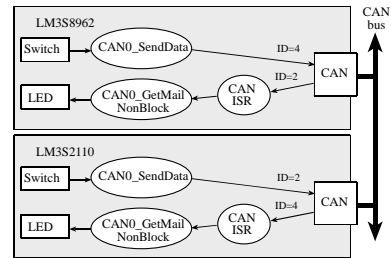 LM3S8962
CAN
bus
Switch
CAN0_SendData
ID=4
ID=2
CAN
LED
CAN0_GetMail
NonBlock
CAN
ISR
LM3S2110
Switch
CAN0_SendData
ID=2
ID=4
CAN
LED
CAN0_GetMail
NonBlock
CAN
ISR